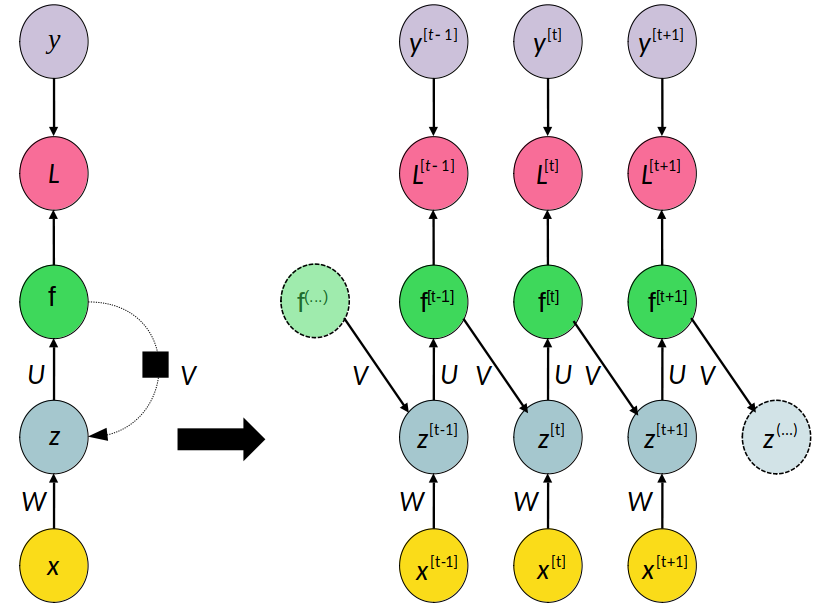 y y[t-1] y[t] y[t+1]
L L[t-1] L[t] L[t+1]
f f(...) f[t-1] f[t] f[t+1]
U V V U V U V U V
z z[t-1] z[t] z[t+1] z(...)
W W W W
x x[t-1] x[t] x[t+1]